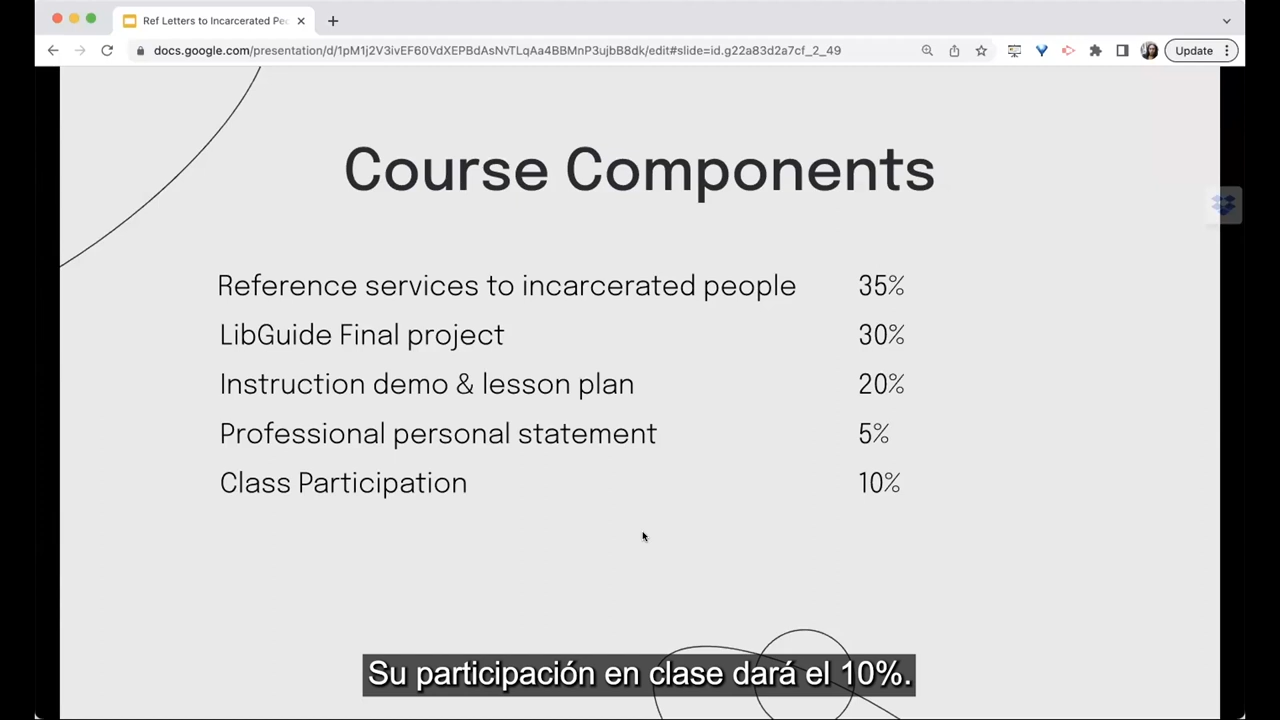 Ref Letters to Incarcerated Pe
Update
docs.google.com/presentation/d/1pM1j2V3ivEF60VdXEPBdAsNvTLqAa4BBMnP3ujbB8dk/edit#slide=id.g22a83d2a7cf_2_49
Course Components
Reference services to incarcerated people 35%
LibGuide Final project 30%
Instruction demo & lesson plan 20%
Professional personal statement 5%
Class Participation 10%
Su participación en clase dará el 10%.